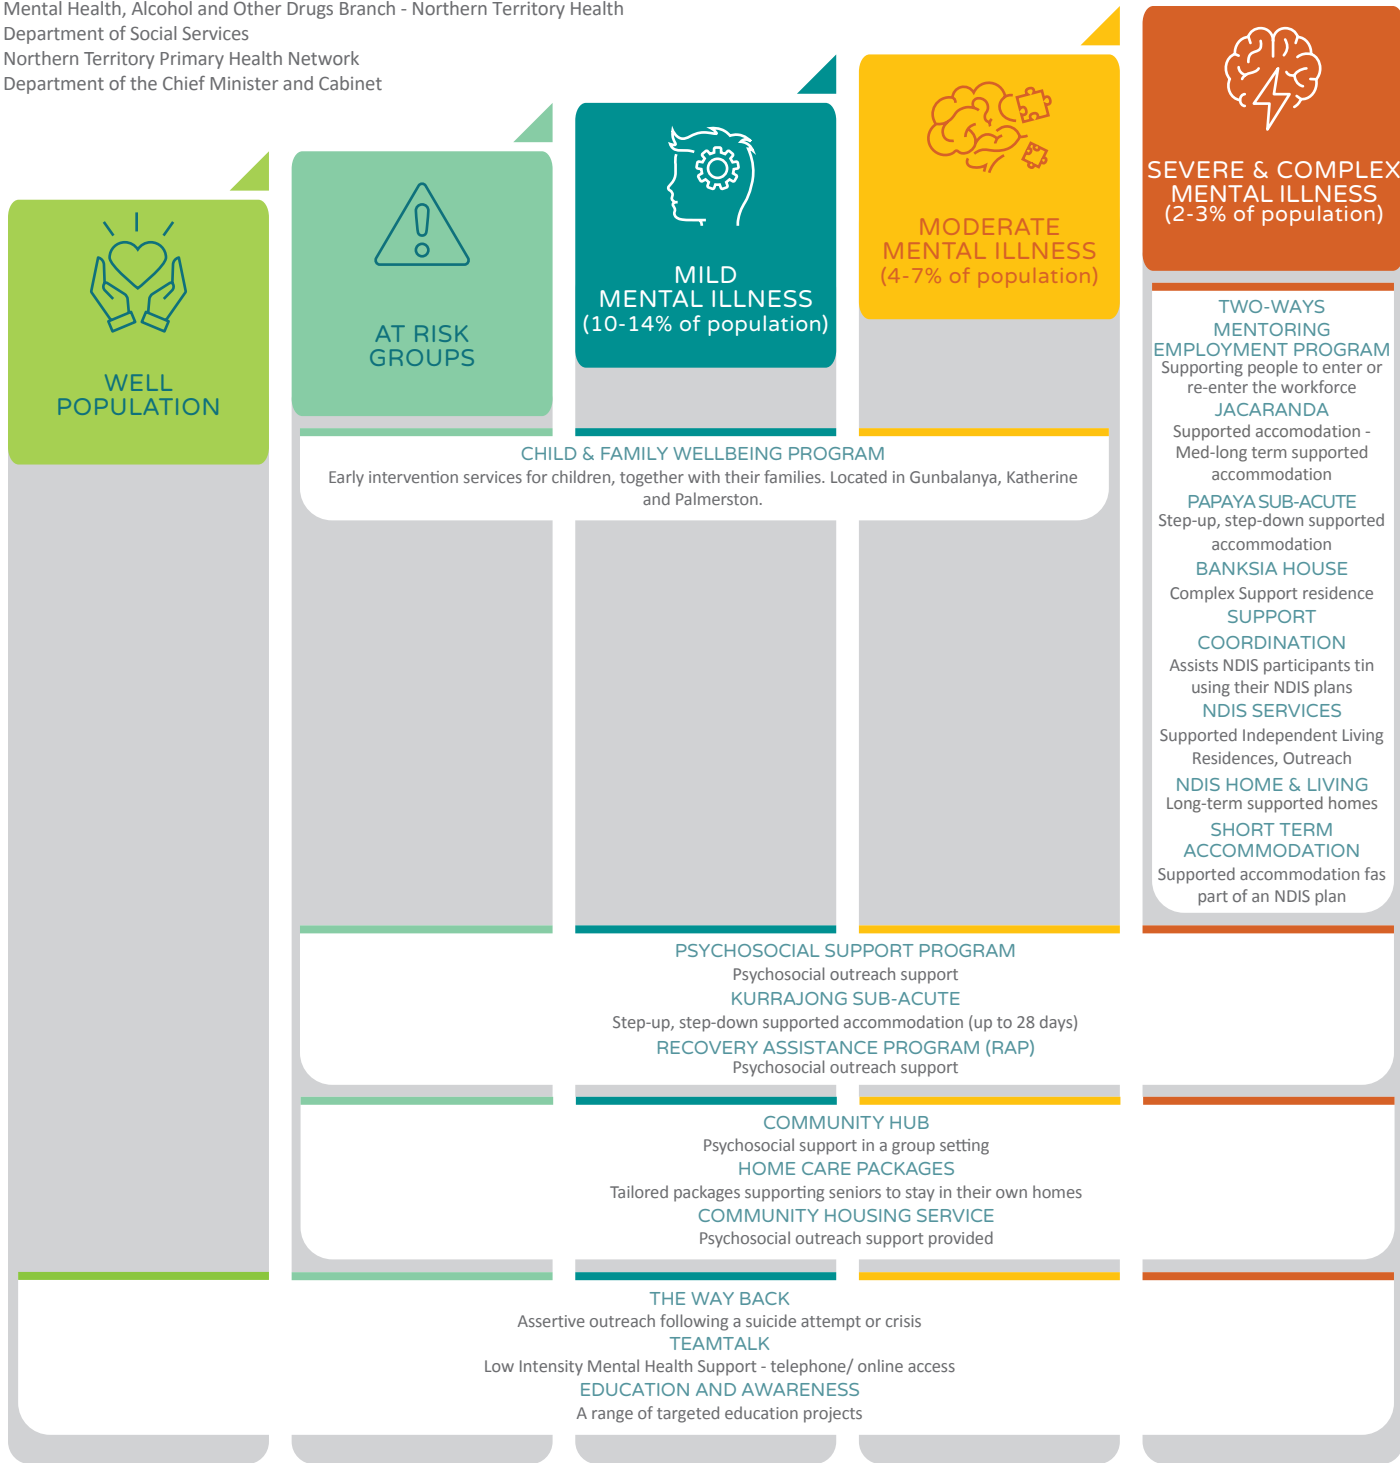 Mental Health, Alcohol and Other Drugs Branch - Northern Territory Health
Department of Social Services
Northern Territory Primary Health Network
Department of the Chief Minister and Cabinet
WELL
POPULATION
AT RISK
GROUPS
MILD
MENTAL ILLNESS
(10-14% of population)
MODERATE
MENTAL ILLNESS
(4-7% of population)
SEVERE & COMPLEX
MENTAL ILLNESS
(2-3% of population)
CHILD & FAMILY WELLBEING PROGRAM
Early intervention services for children, together with their families. Located in Gunbalanya, Katherine
and Palmerston.
TWO-WAYS
MENTORING
EMPLOYMENT PROGRAM
Supporting people to enter or
re-enter the workforce
JACARANDA
Supported accomodation -
Med-long term supported
accommodation
PAPAYA SUB-ACUTE
Step-up, step-down supported
accommodation
BANKSIA HOUSE
Complex Support residence
SUPPORT
COORDINATION
Assists NDIS participants tin
using their NDIS plans
NDIS SERVICES
Supported Independent Living
Residences, Outreach
NDIS HOME & LIVING
Long-term supported homes
SHORT TERM
ACCOMMODATION
Supported accommodation fas
part of an NDIS plan
PSYCHOSOCIAL SUPPORT PROGRAM
Psychosocial outreach support
KURRAJONG SUB-ACUTE
Step-up, step-down supported accommodation (up to 28 days)
RECOVERY ASSISTANCE PROGRAM (RAP)
Psychosocial outreach support
COMMUNITY HUB
Psychosocial support in a group setting
HOME CARE PACKAGES
Tailored packages supporting seniors to stay in their own homes
COMMUNITY HOUSING SERVICE
Psychosocial outreach support provided
THE WAY BACK
Assertive outreach following a suicide attempt or crisis
TEAMTALK
Low Intensity Mental Health Support - telephone/ online access
EDUCATION AND AWARENESS
A range of targeted education projects